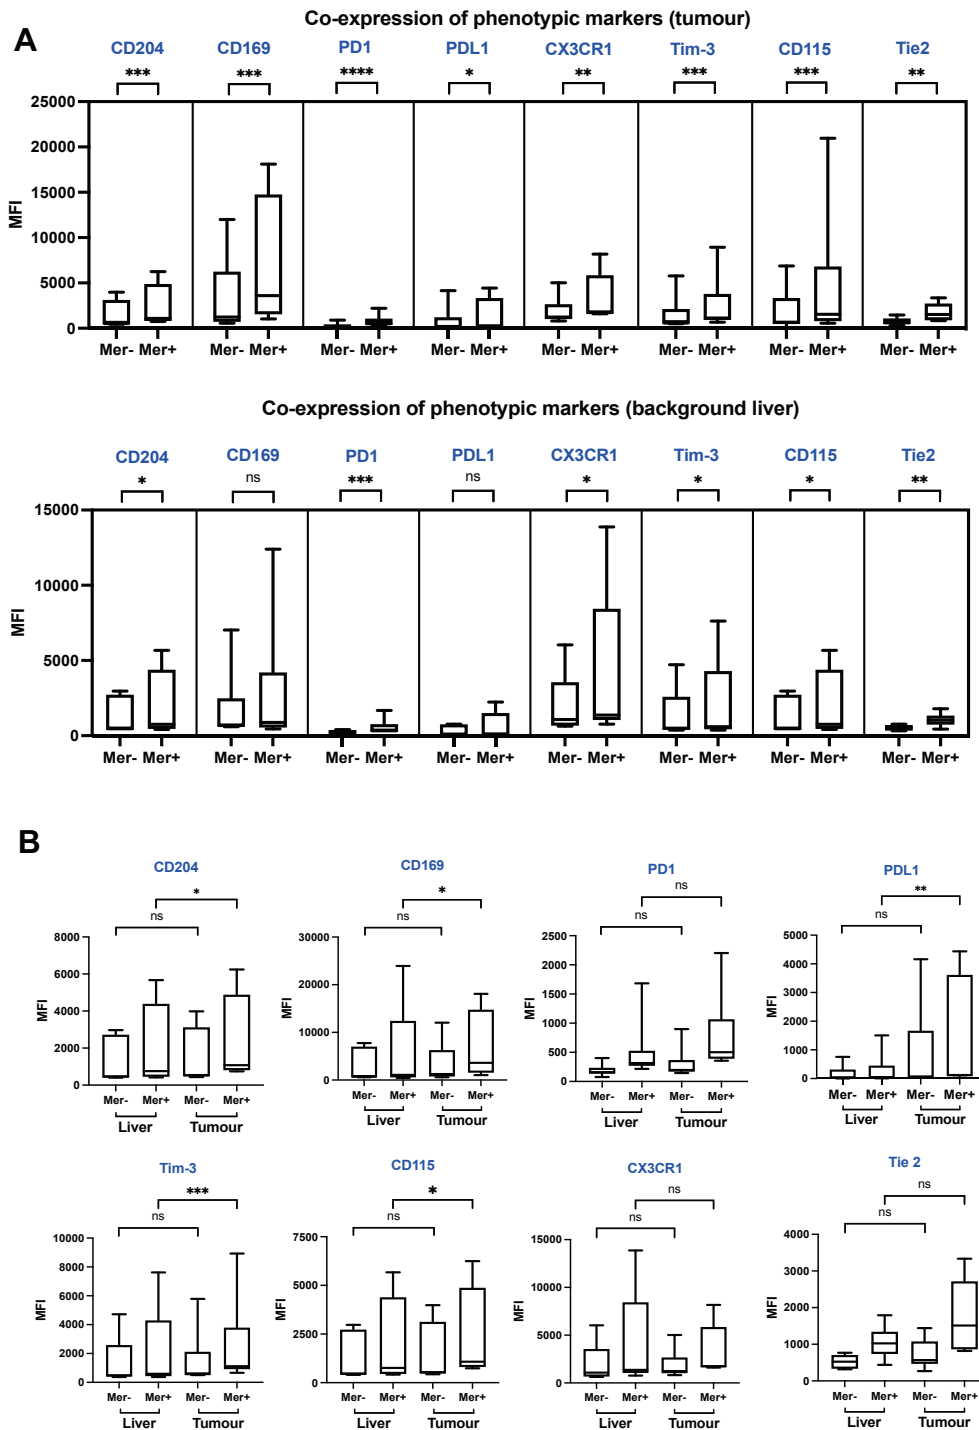 A
Co-expression of phenotypic markers (tumour)
CD204 CD169 PD1 PDL1 CX3CR1 Tim-3 CD115 Tie2
*** *** **** * ** *** *** **
25000
20000
15000
10000
5000
0
MFI
Mer- Mer+ Mer- Mer+ Mer- Mer+ Mer- Mer+ Mer- Mer+ Mer- Mer+ Mer- Mer+ Mer- Mer+
Co-expression of phenotypic markers (background liver)
CD204 CD169 PD1 PDL1 CX3CR1 Tim-3 CD115 Tie2
* ns *** ns * * * **
15000
10000
5000
0
MFI
Mer- Mer+ Mer- Mer+ Mer- Mer+ Mer- Mer+ Mer- Mer+ Mer- Mer+ Mer- Mer+ Mer- Mer+
B
CD204
*
ns
8000
6000
4000
2000
0
MFI
Mer- Mer+ Mer- Mer+
Liver Tumour
CD169
*
ns
30000
20000
10000
0
MFI
Mer- Mer+ Mer- Mer+
Liver Tumour
PD1
ns
ns
2500
2000
1500
1000
500
0
MFI
Mer- Mer+ Mer- Mer+
Liver Tumour
PDL1
**
ns
5000
4000
3000
2000
1000
0
MFI
Mer- Mer+ Mer- Mer+
Liver Tumour
Tim-3
***
ns
10000
8000
6000
4000
2000
0
MFI
Mer- Mer+ Mer- Mer+
Liver Tumour
CD115
*
ns
7500
5000
2500
0
MFI
Mer- Mer+ Mer- Mer+
Liver Tumour
CX3CR1
ns
ns
15000
10000
5000
0
MFI
Mer- Mer+ Mer- Mer+
Liver Tumour
Tie 2
ns
ns
4000
3000
2000
1000
0
MFI
Mer- Mer+ Mer- Mer+
Liver Tumour